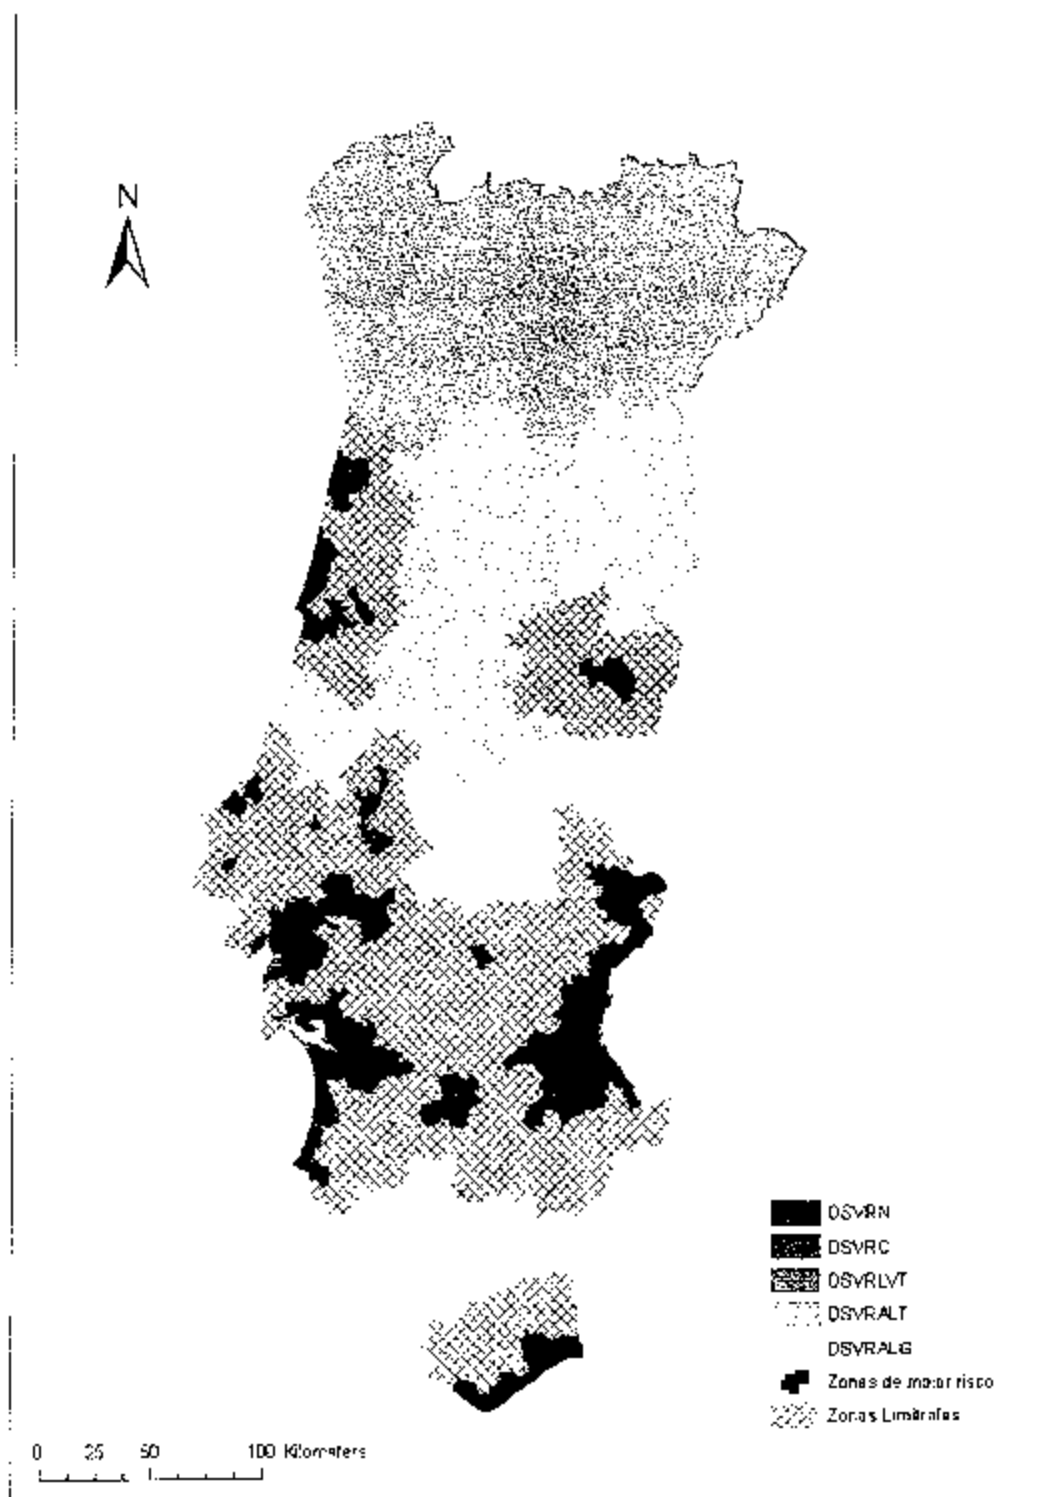 N
DSVRN
DSVRC
DSVRLVT
DSVRALT
DSVRALG
Zonas de maior risco
Zonas Limítrofes
0 25 50 100 Kilometers